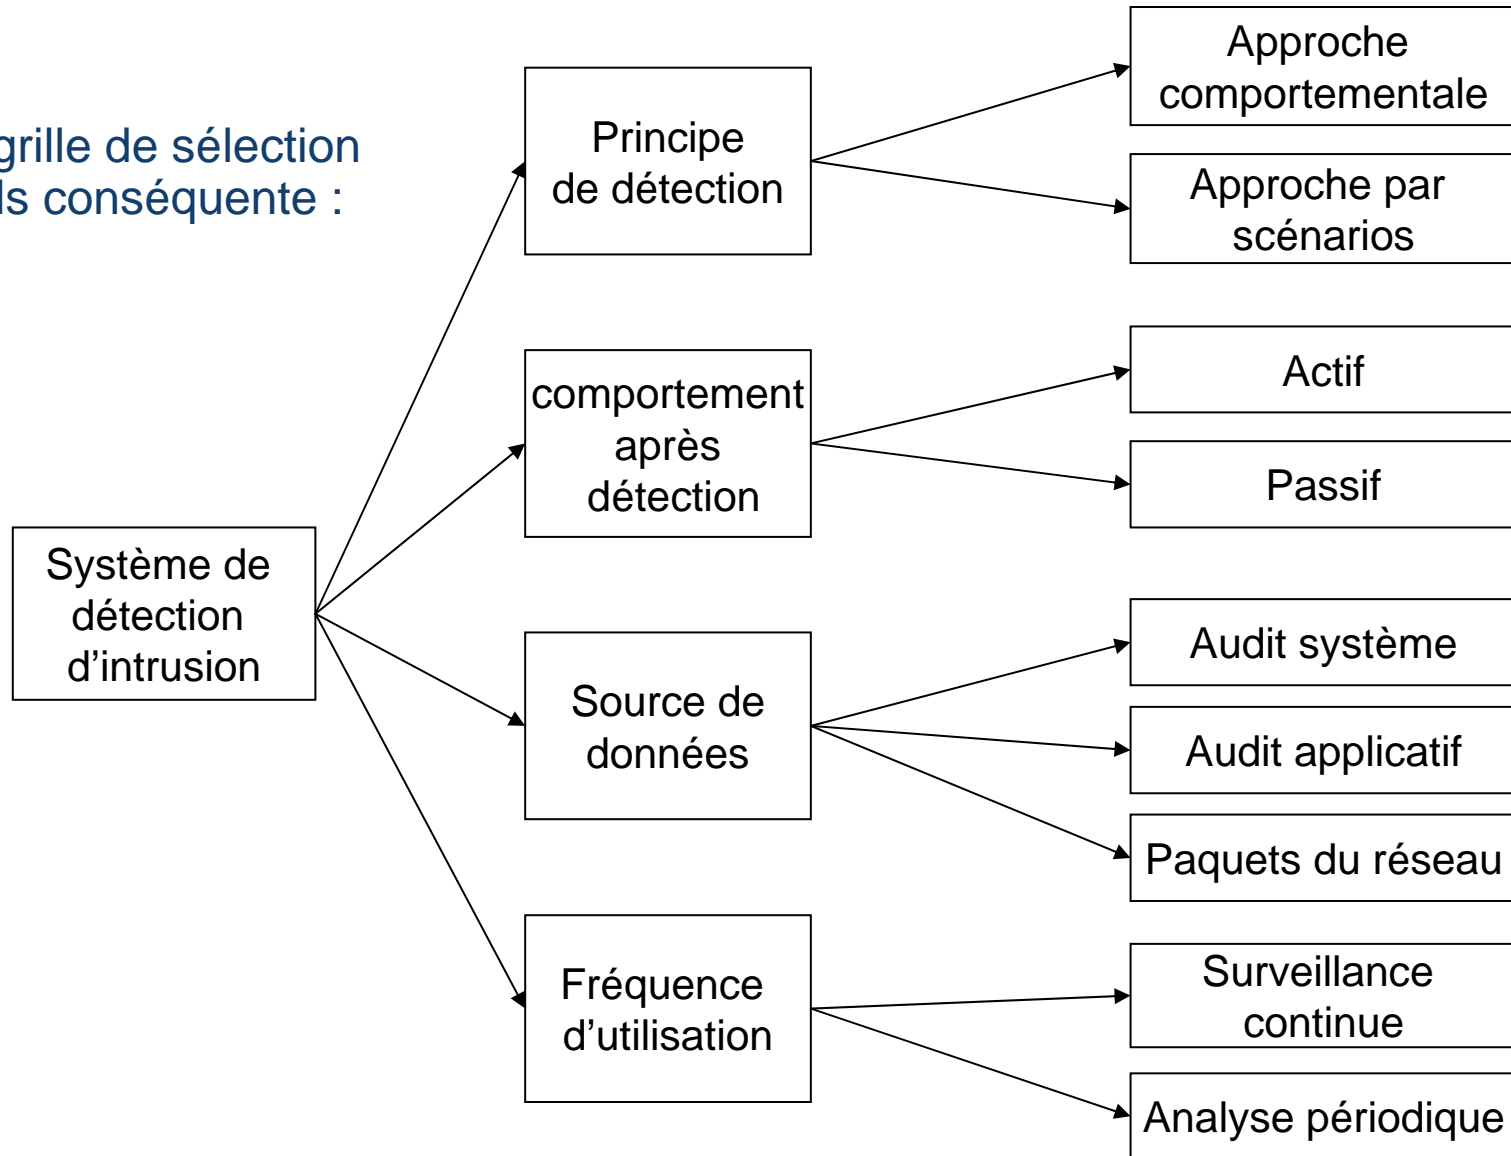 grille de sélection
conséquente :
Système de
détection
d’intrusion
Principe
de détection
comportement
après
détection
Source de
données
Fréquence
d’utilisation
Approche
comportementale
Approche par
scénarios
Actif
Passif
Audit système
Audit applicatif
Paquets du réseau
Surveillance
continue
Analyse périodique